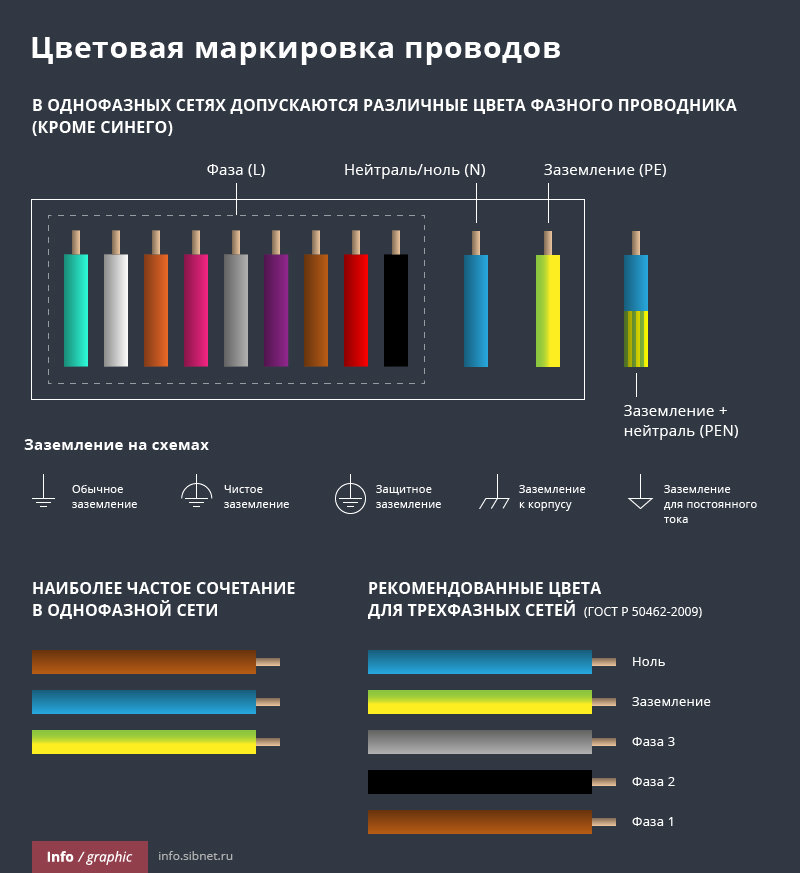 Цветовая маркировка проводов
В ОДНОФАЗНЫХ СЕТЯХ ДОПУСКАЮТСЯ РАЗЛИЧНЫЕ ЦВЕТА ФАЗНОГО ПРОВОДНИКА
(КРОМЕ СИНЕГО)
Фаза (L)
Нейтраль/ноль (N)
Заземление (PE)
Заземление +
нейтраль (PEN)
Заземление на схемах
Обычное
заземление
Чистое
заземление
Защитное
заземление
Заземление
к корпусу
Заземление
для постоянного
тока
НАИБОЛЕЕ ЧАСТОЕ СОЧЕТАНИЕ
В ОДНОФАЗНОЙ СЕТИ
РЕКОМЕНДОВАННЫЕ ЦВЕТА
ДЛЯ ТРЕХФАЗНЫХ СЕТЕЙ (ГОСТ Р 50462-2009)
Ноль
Заземление
Фаза 3
Фаза 2
Фаза 1
Info / graphic
info.sibnet.ru